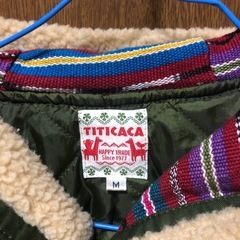 TITICACA
HAPPY TRADE
Since 1977
M